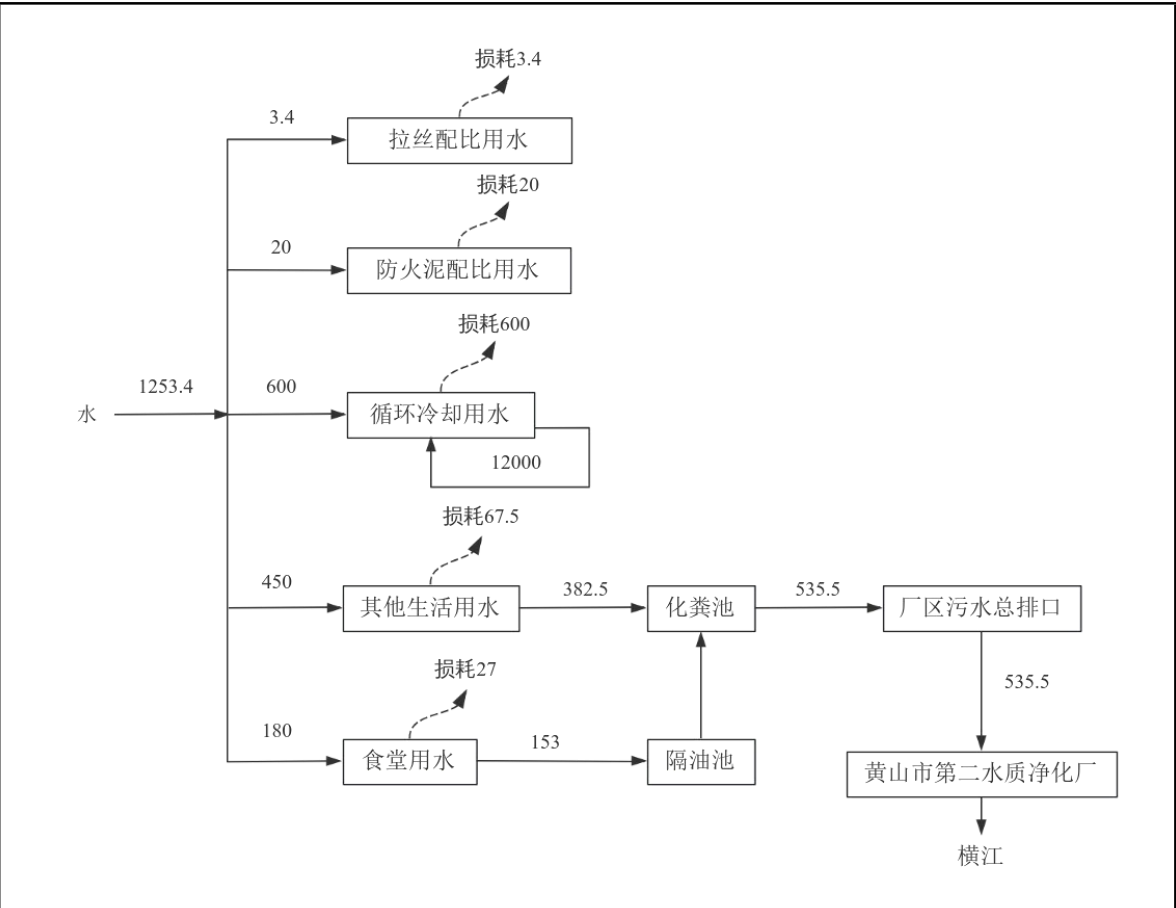 损耗3.4
3.4
拉丝配比用水
损耗20
20
防火泥配比用水
损耗600
水
1253.4
600
循环冷却用水
12000
损耗67.5
450
其他生活用水
382.5
化粪池
535.5
厂区污水总排口
535.5
损耗27
180
食堂用水
153
隔油池
黄山市第二水质净化厂
横江